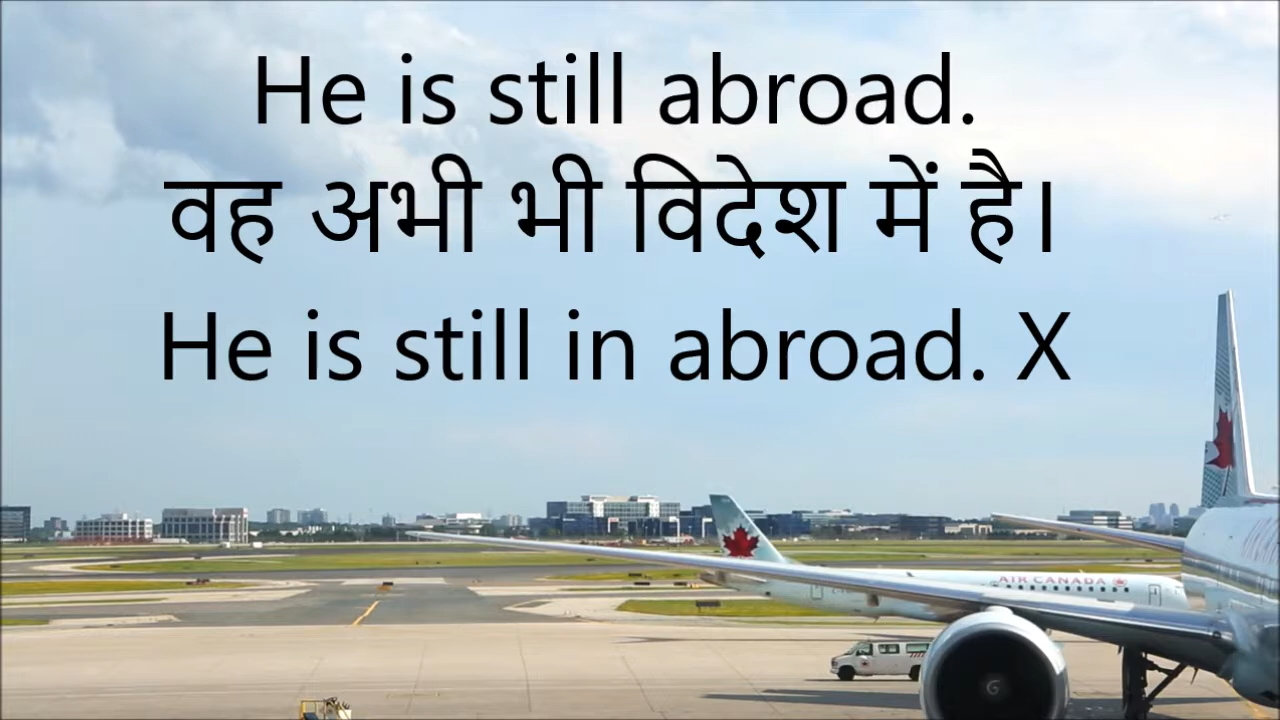 He is still abroad.
वह अभी भी विदेश में है।
He is still in abroad. X
AIR CANADA